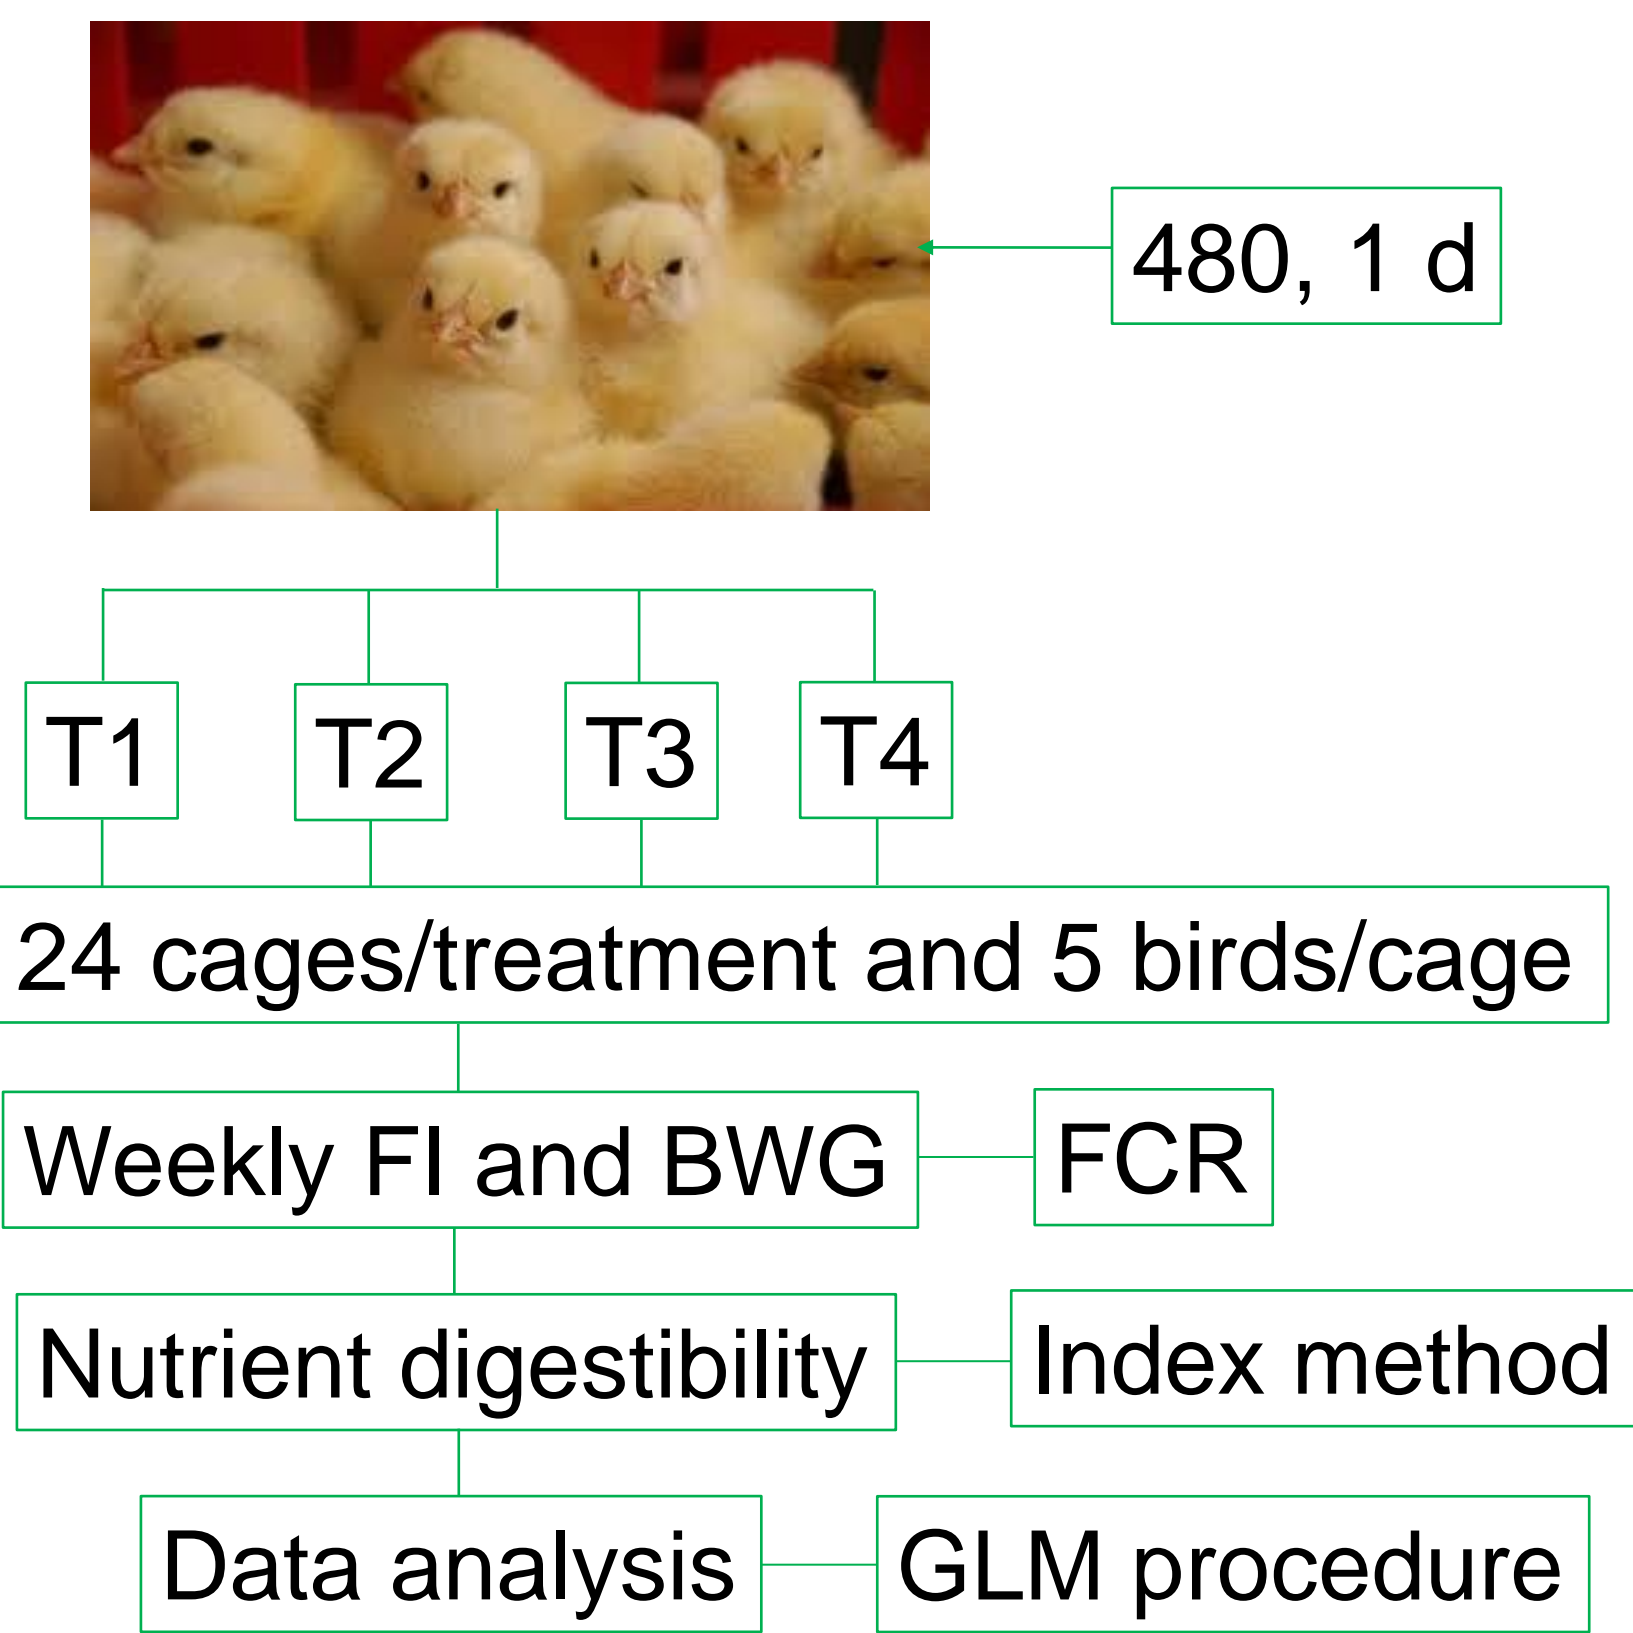 480, 1 d
T1
T2
T3
T4
24 cages/treatment and 5 birds/cage
Weekly FI and BWG
FCR
Nutrient digestibility
Index method
Data analysis
GLM procedure